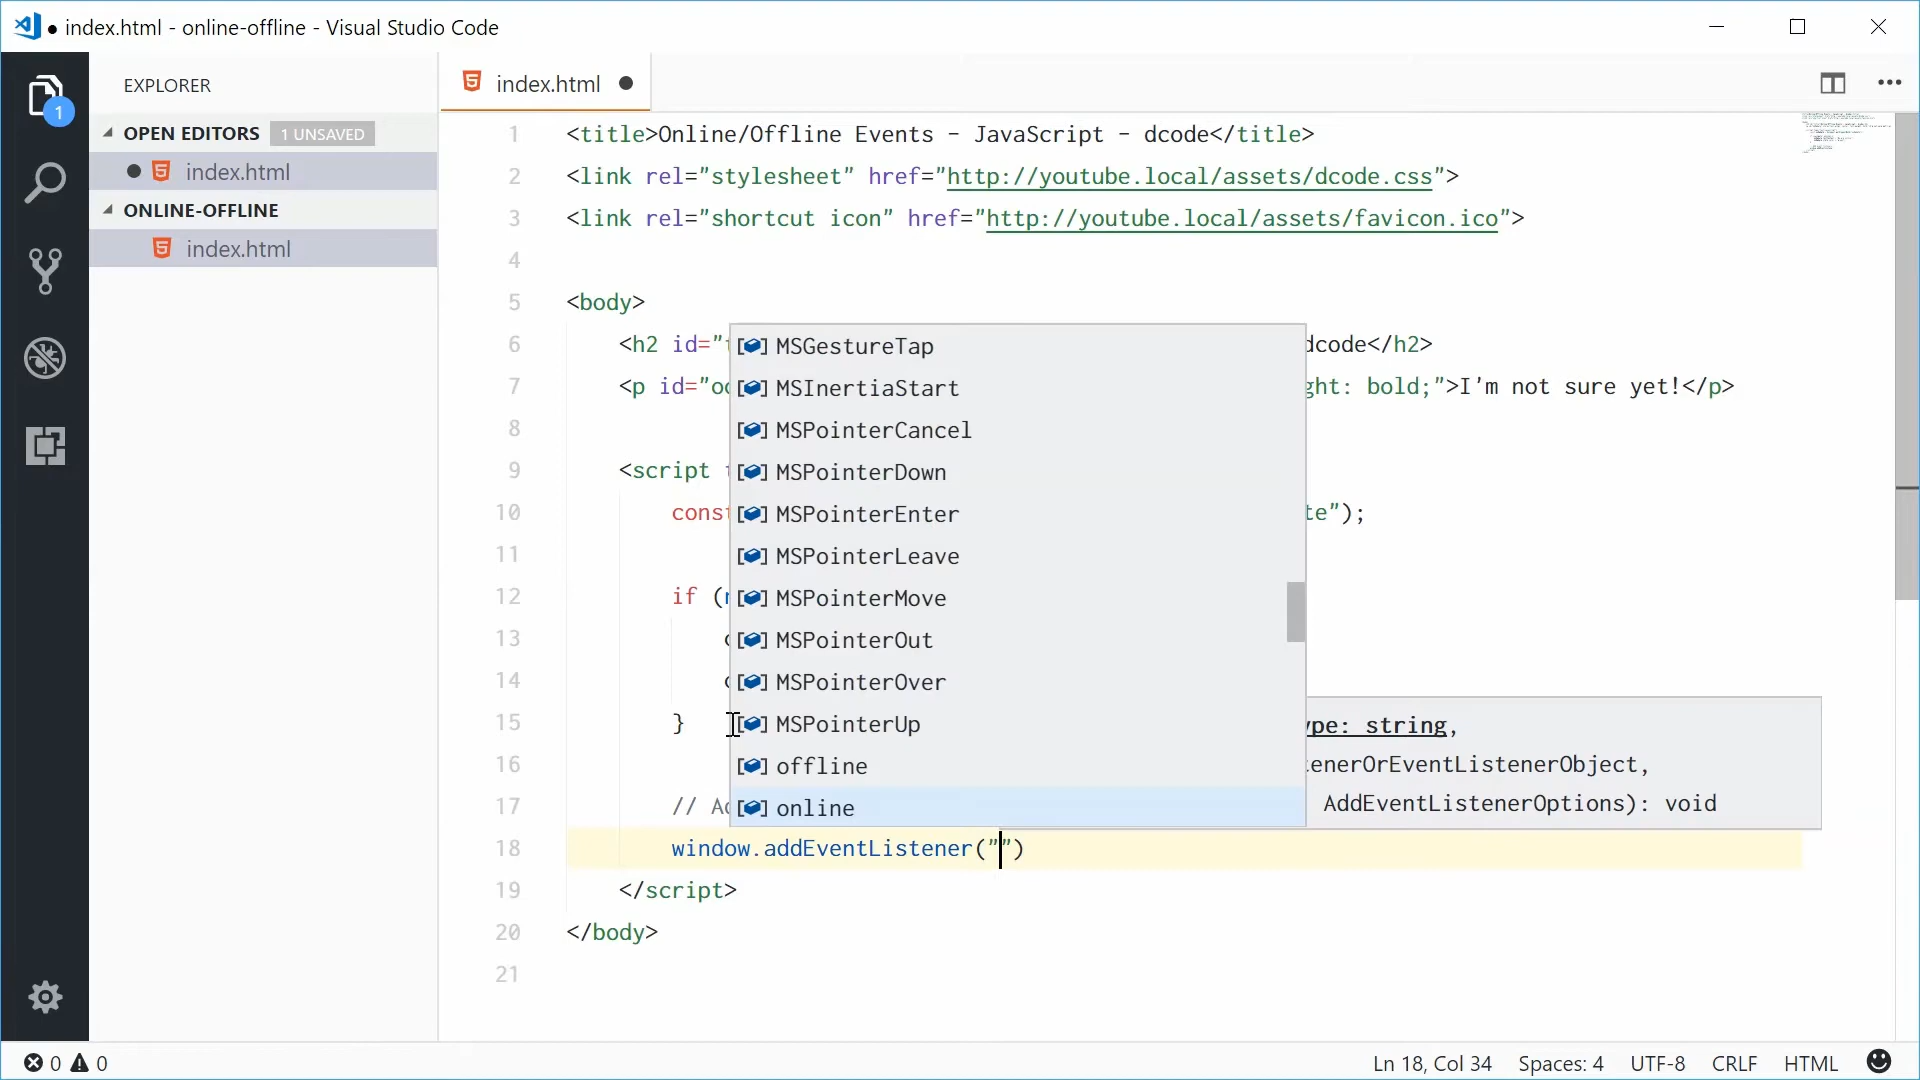 index.html - online-offline - Visual Studio Code
EXPLORER
OPEN EDITORS 1 UNSAVED
index.html
ONLINE-OFFLINE
index.html
1
index.html
1 <title>Online/Offline Events - JavaScript - dcode</title>
2 <link rel="stylesheet" href="http://youtube.local/assets/dcode.css">
3 <link rel="shortcut icon" href="http://youtube.local/assets/favicon.ico">
4
5 <body>
6 <h2 id=" dcode</h2>
7 <p id=" ght: bold;">I'm not sure yet!</p>
8
9 <script
10 const te");
11
12 if (
13
14
15 }
16
17 //
18 window.addEventListener("")
19 </script>
20 </body>
21
MSGestureTap
MSInertiaStart
MSPointerCancel
MSPointerDown
MSPointerEnter
MSPointerLeave
MSPointerMove
MSPointerOut
MSPointerOver
MSPointerUp
offline
online
ype: string,
enerOrEventListenerObject,
AddEventListenerOptions): void
0 0
Ln 18, Col 34 Spaces: 4 UTF-8 CRLF HTML